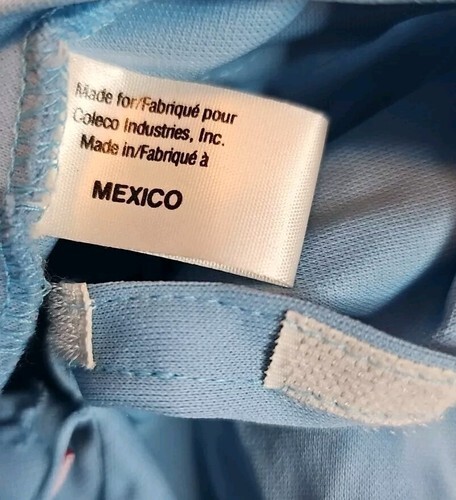 Made for/Fabriqué pour
Coleco Industries, Inc.
Made in/Fabriqué à
MEXICO